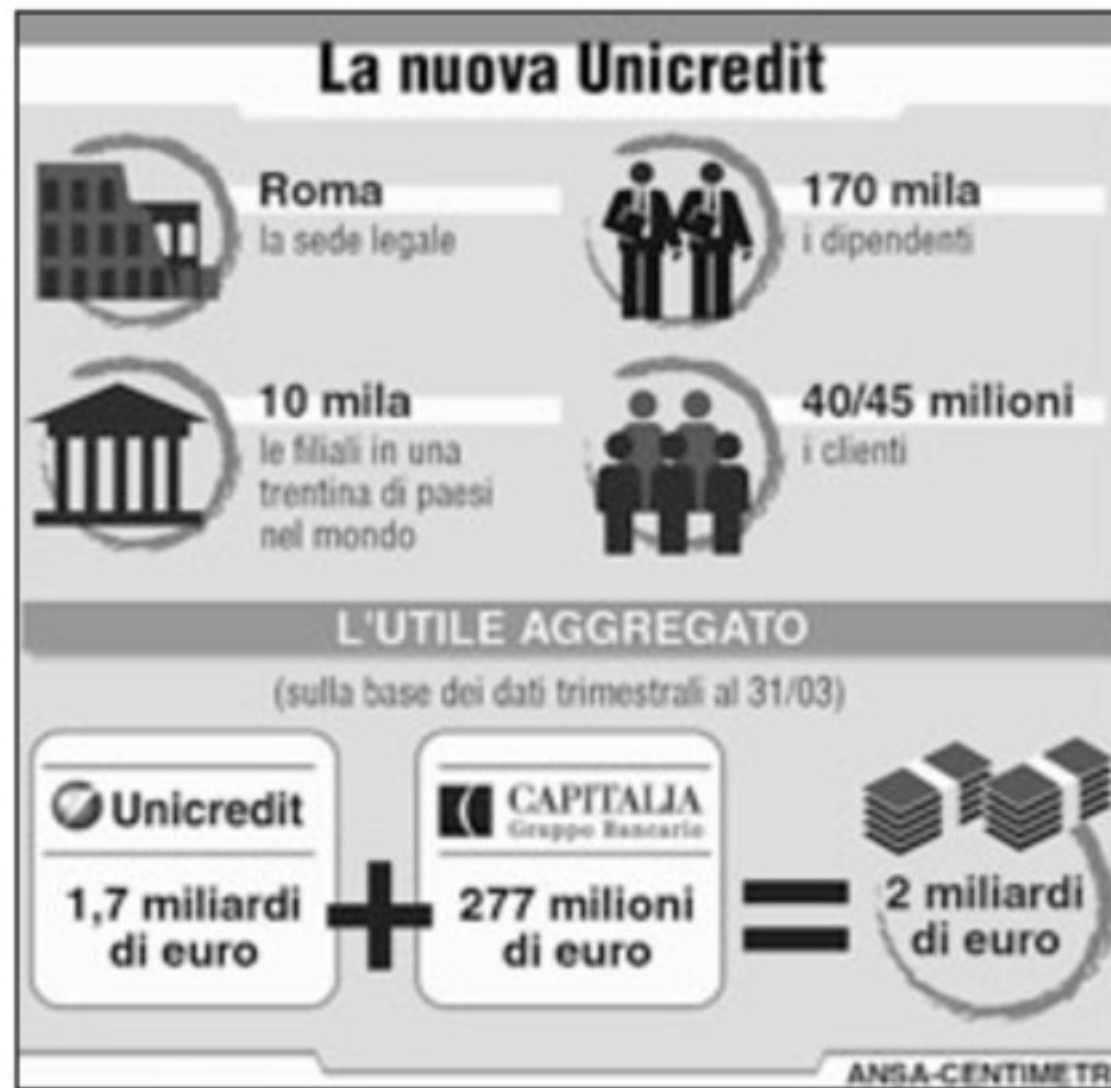 La nuova Unicredit
Roma
la sede legale
170 mila
i dipendenti
10 mila
le filiali in una
trentina di paesi
nel mondo
40/45 milioni
i clienti
L'UTILE AGGREGATO
(sulla base dei dati trimestrali al 31/03)
Unicredit
1,7 miliardi
di euro
+
CAPITALIA
Gruppo Bancario
277 milioni
di euro
=
2 miliardi
di euro
ANSA-CENTIMETR